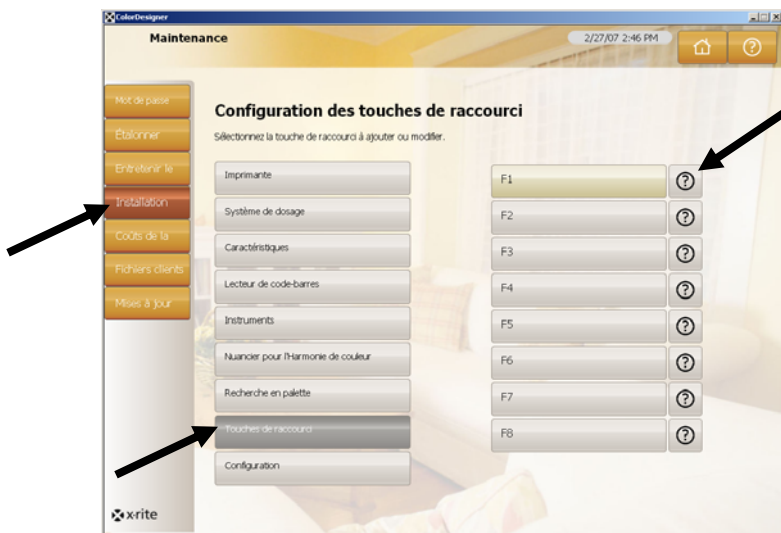 ColorDesigner
Maintenance
2/27/07 2:46 PM
Mot de passe
Étalonner
Entretenir le
Installation
Coûts de la
Fichiers clients
Mises à jour
Configuration des touches de raccourci
Sélectionnez la touche de raccourci à ajouter ou modifier.
Imprimante
Système de dosage
Caractéristiques
Lecteur de code-barres
Instruments
Nuancier pour l'Harmonie de couleur
Recherche en palette
Touches de raccourci
Configuration
F1
F2
F3
F4
F5
F6
F7
F8
x·rite